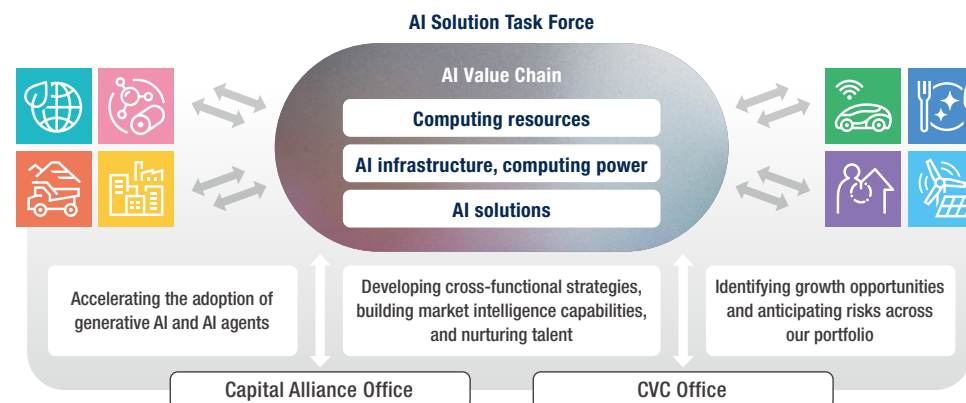 AI Solution Task Force
AI Value Chain
Computing resources
AI infrastructure, computing power
AI solutions
Accelerating the adoption of
generative AI and AI agents
Developing cross-functional strategies,
building market intelligence capabilities,
and nurturing talent
Identifying growth opportunities
and anticipating risks across
our portfolio
Capital Alliance Office
CVC Office